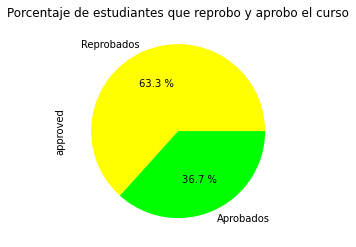 Porcentaje de estudiantes que reprobo y aprobo el curso
Reprobados
63.3 %
approved
36.7 %
Aprobados